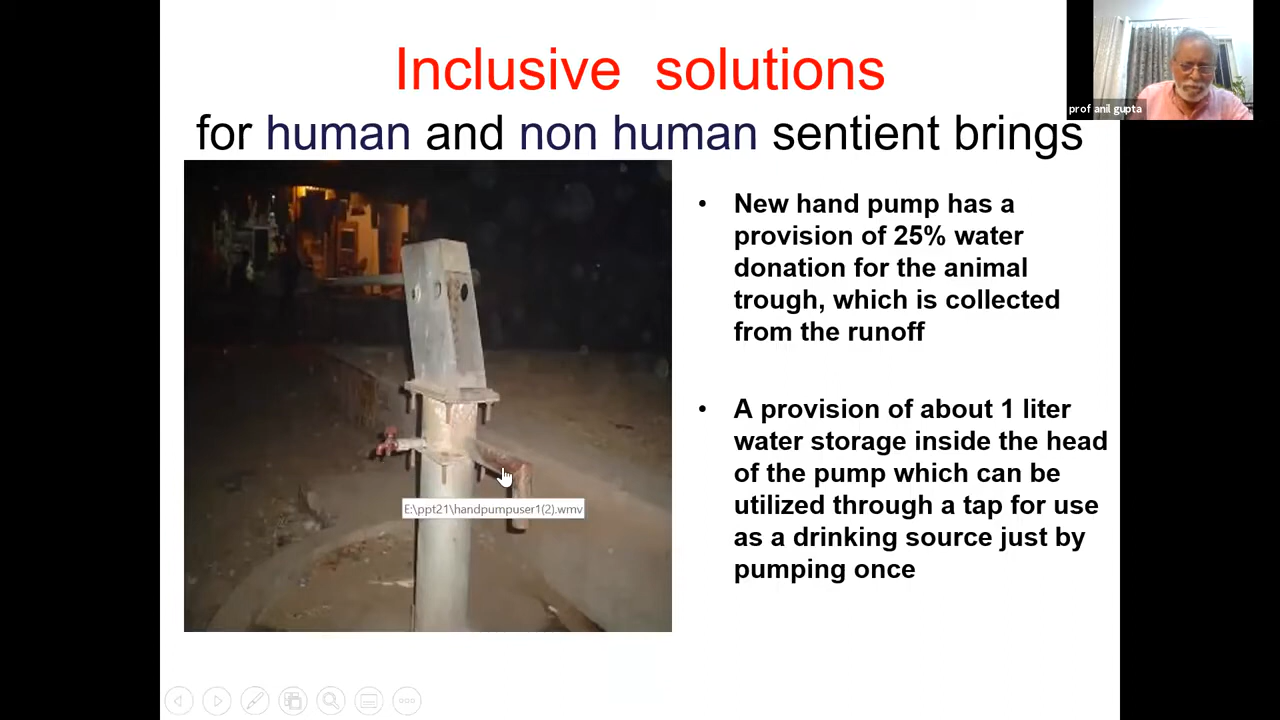 Inclusive solutions
for human and non human sentient brings
prof anil gupta
• New hand pump has a
provision of 25% water
donation for the animal
trough, which is collected
from the runoff
• A provision of about 1 liter
water storage inside the head
of the pump which can be
utilized through a tap for use
as a drinking source just by
pumping once
E:\ppt21\handpumpuser1(2).wmv